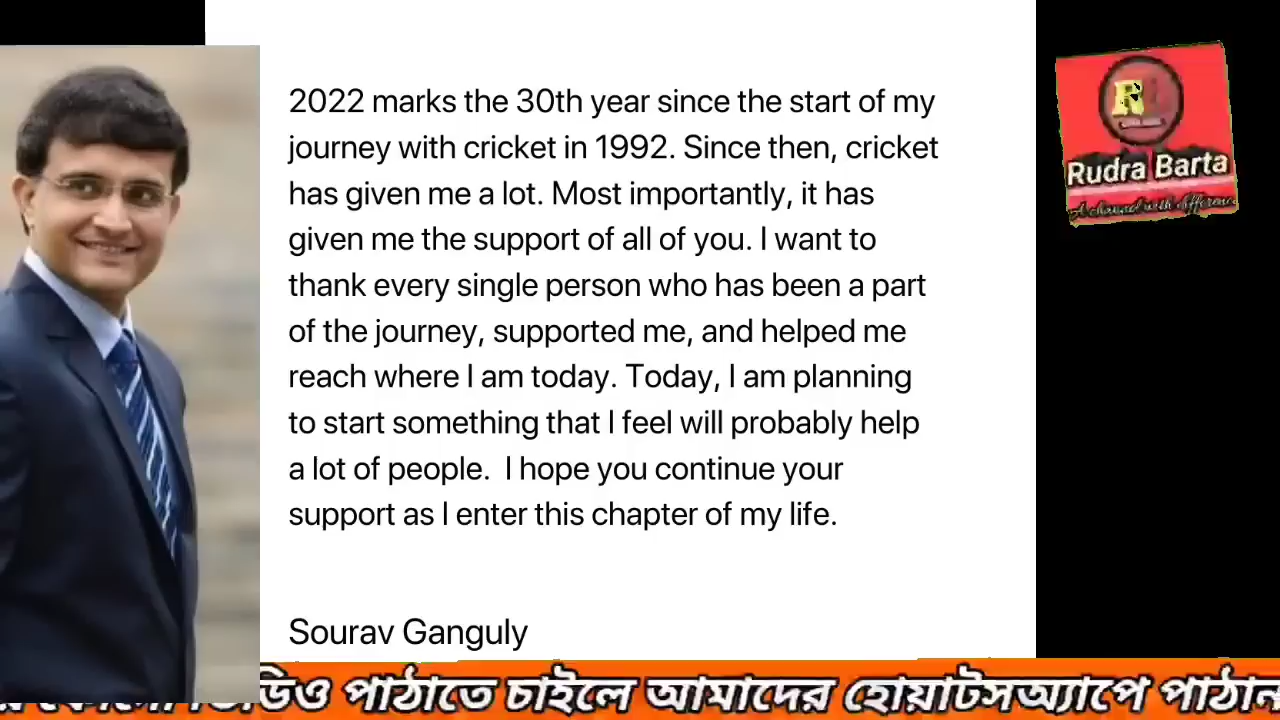 2022 marks the 30th year since the start of my
journey with cricket in 1992. Since then, cricket
has given me a lot. Most importantly, it has
given me the support of all of you. I want to
thank every single person who has been a part
of the journey, supported me, and helped me
reach where I am today. Today, I am planning
to start something that I feel will probably help
a lot of people. I hope you continue your
support as I enter this chapter of my life.
Sourav Ganguly
R
Rudra Barta
A channel with difference
পাঠাতে চাইলে আমাদের হোয়াটসঅ্যাপে পাঠান